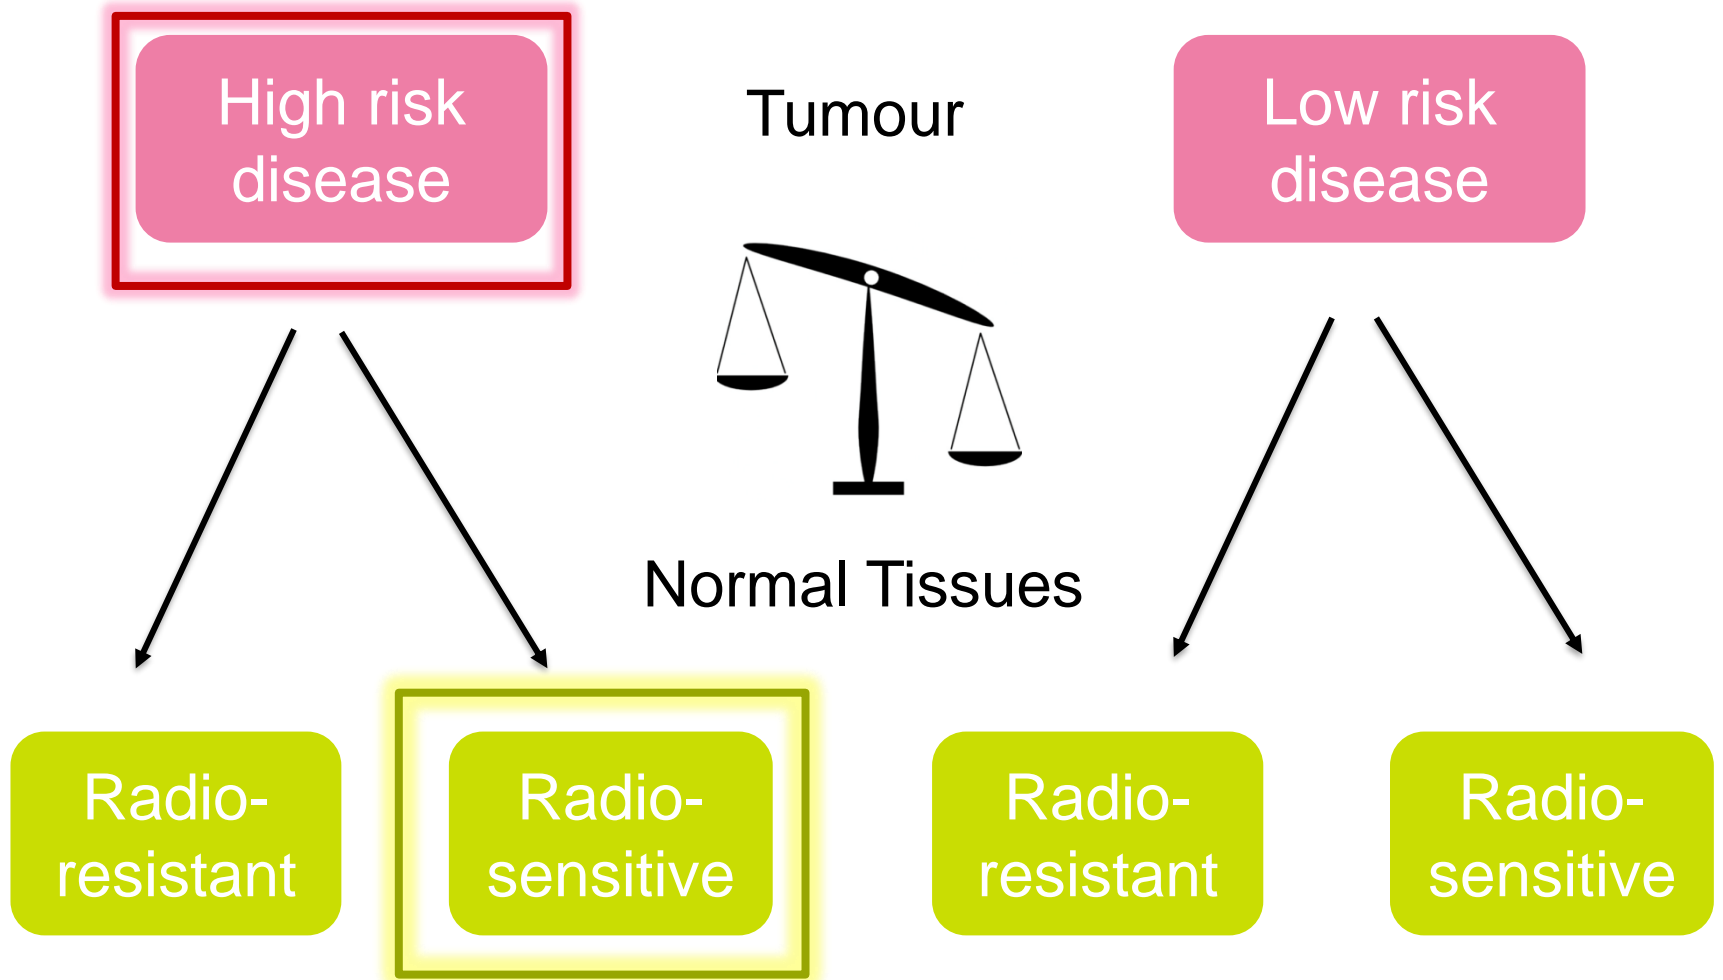 High risk
disease
Tumour
Low risk
disease
Normal Tissues
Radio-
resistant
Radio-
sensitive
Radio-
resistant
Radio-
sensitive